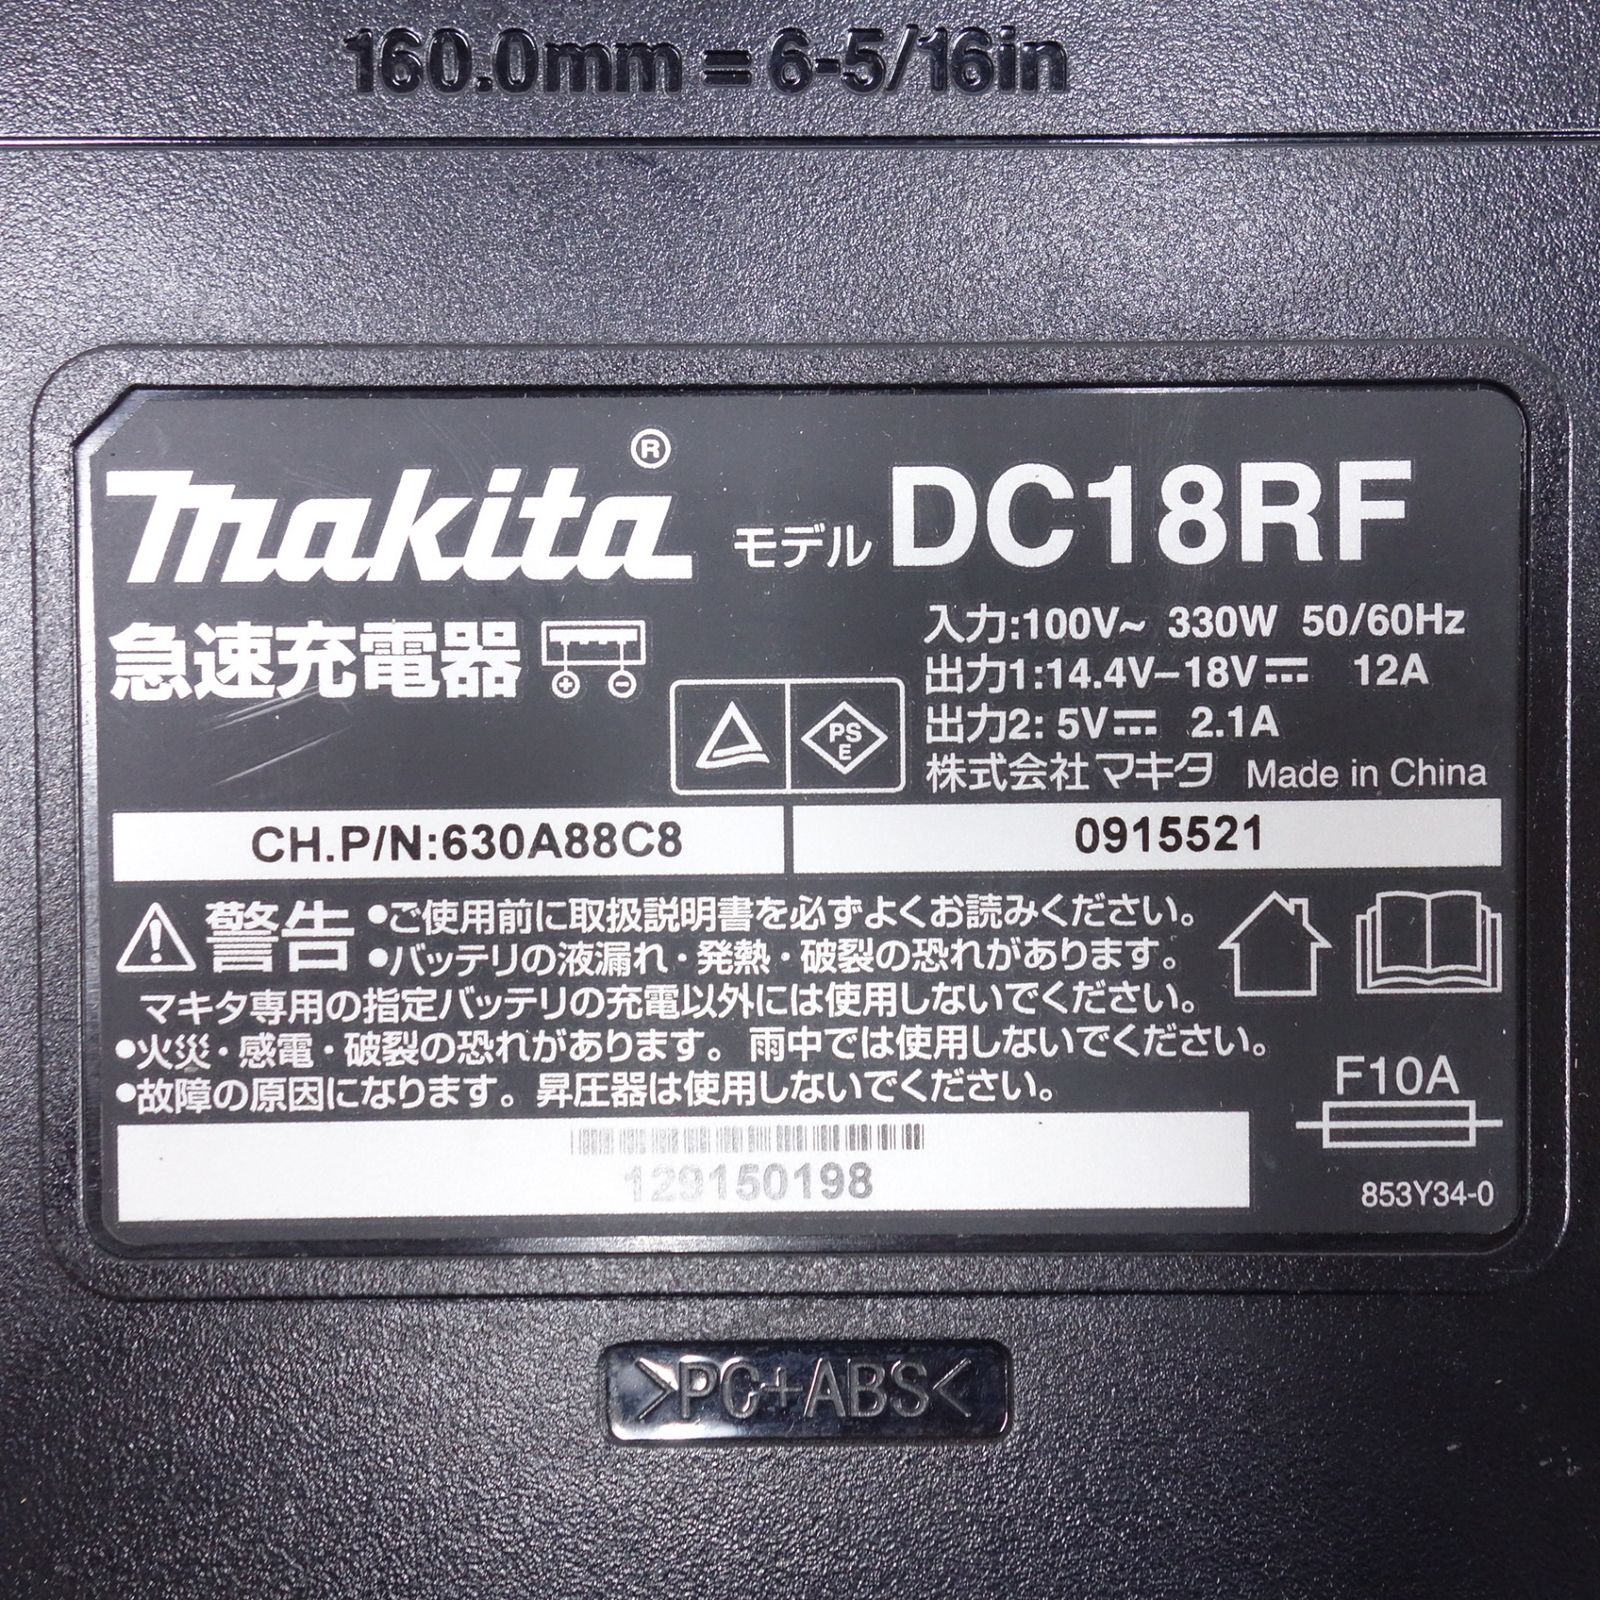 160.0mm = 6-5/16in
makita®
モデル DC18RF
急速充電器
入力:100V~ 330W 50/60Hz
出力1:14.4V–18V⎓ 12A
出力2: 5V⎓ 2.1A
PS
E
株式会社マキタ Made in China
CH.P/N:630A88C8
0915521
警告
•ご使用前に取扱説明書を必ずよくお読みください。
•バッテリの液漏れ・発熱・破裂の恐れがあります。
マキタ専用の指定バッテリの充電以外には使用しないでください。
•火災・感電・破裂の恐れがあります。雨中では使用しないでください。
•故障の原因になります。昇圧器は使用しないでください。
F10A
129150198
853Y34-0
>PC+ABS<